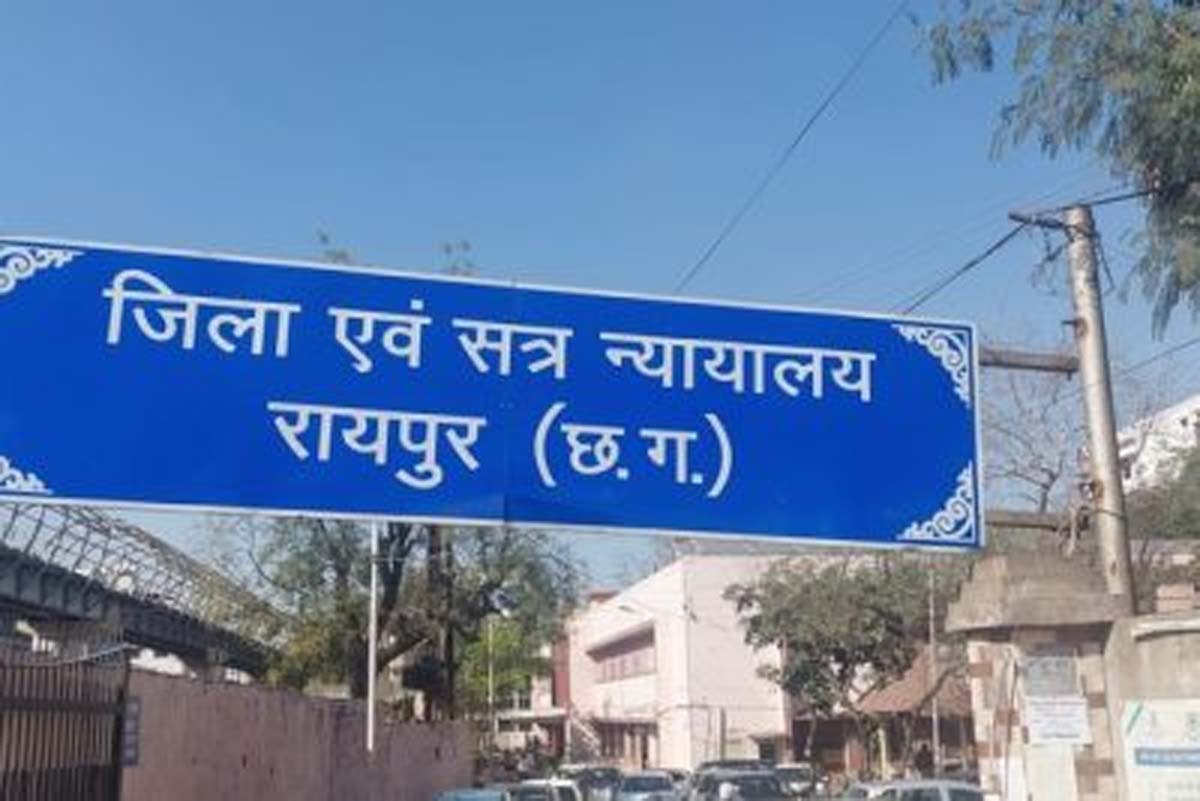 जिला एवं सत्र न्यायालय
रायपुर (छ. ग.)